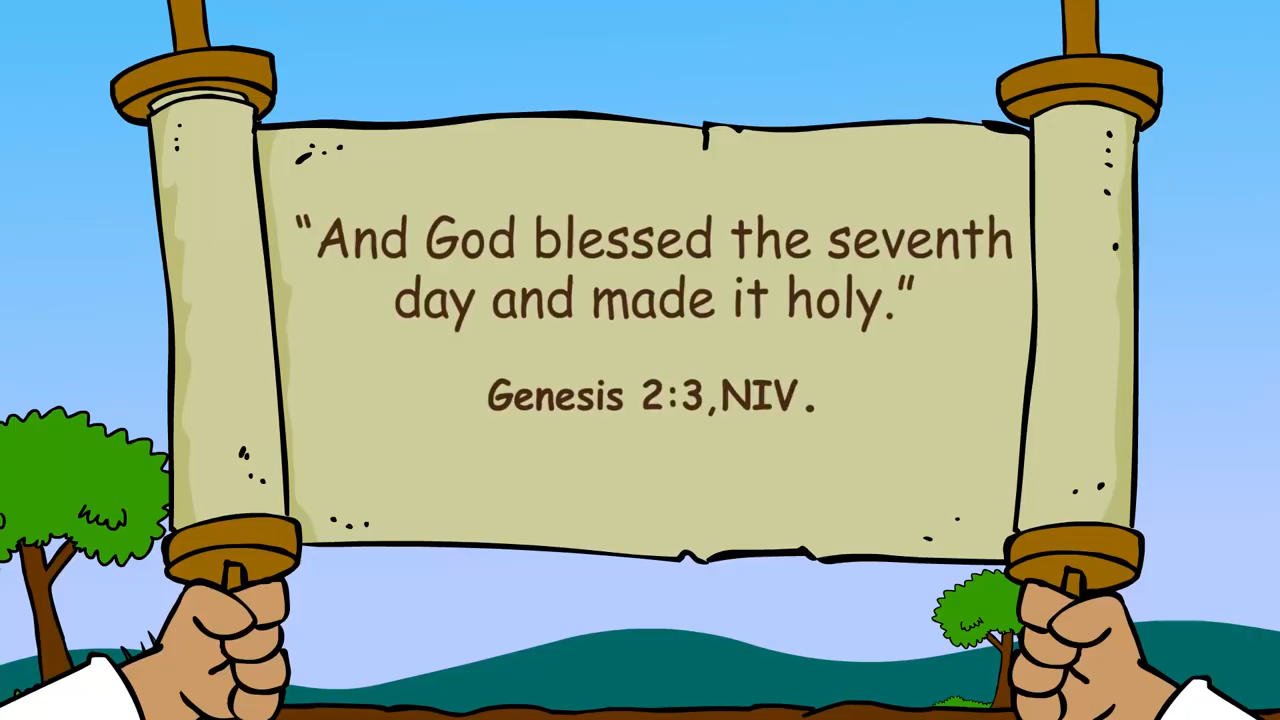 “And God blessed the seventh
day and made it holy.”
Genesis 2:3,NIV.